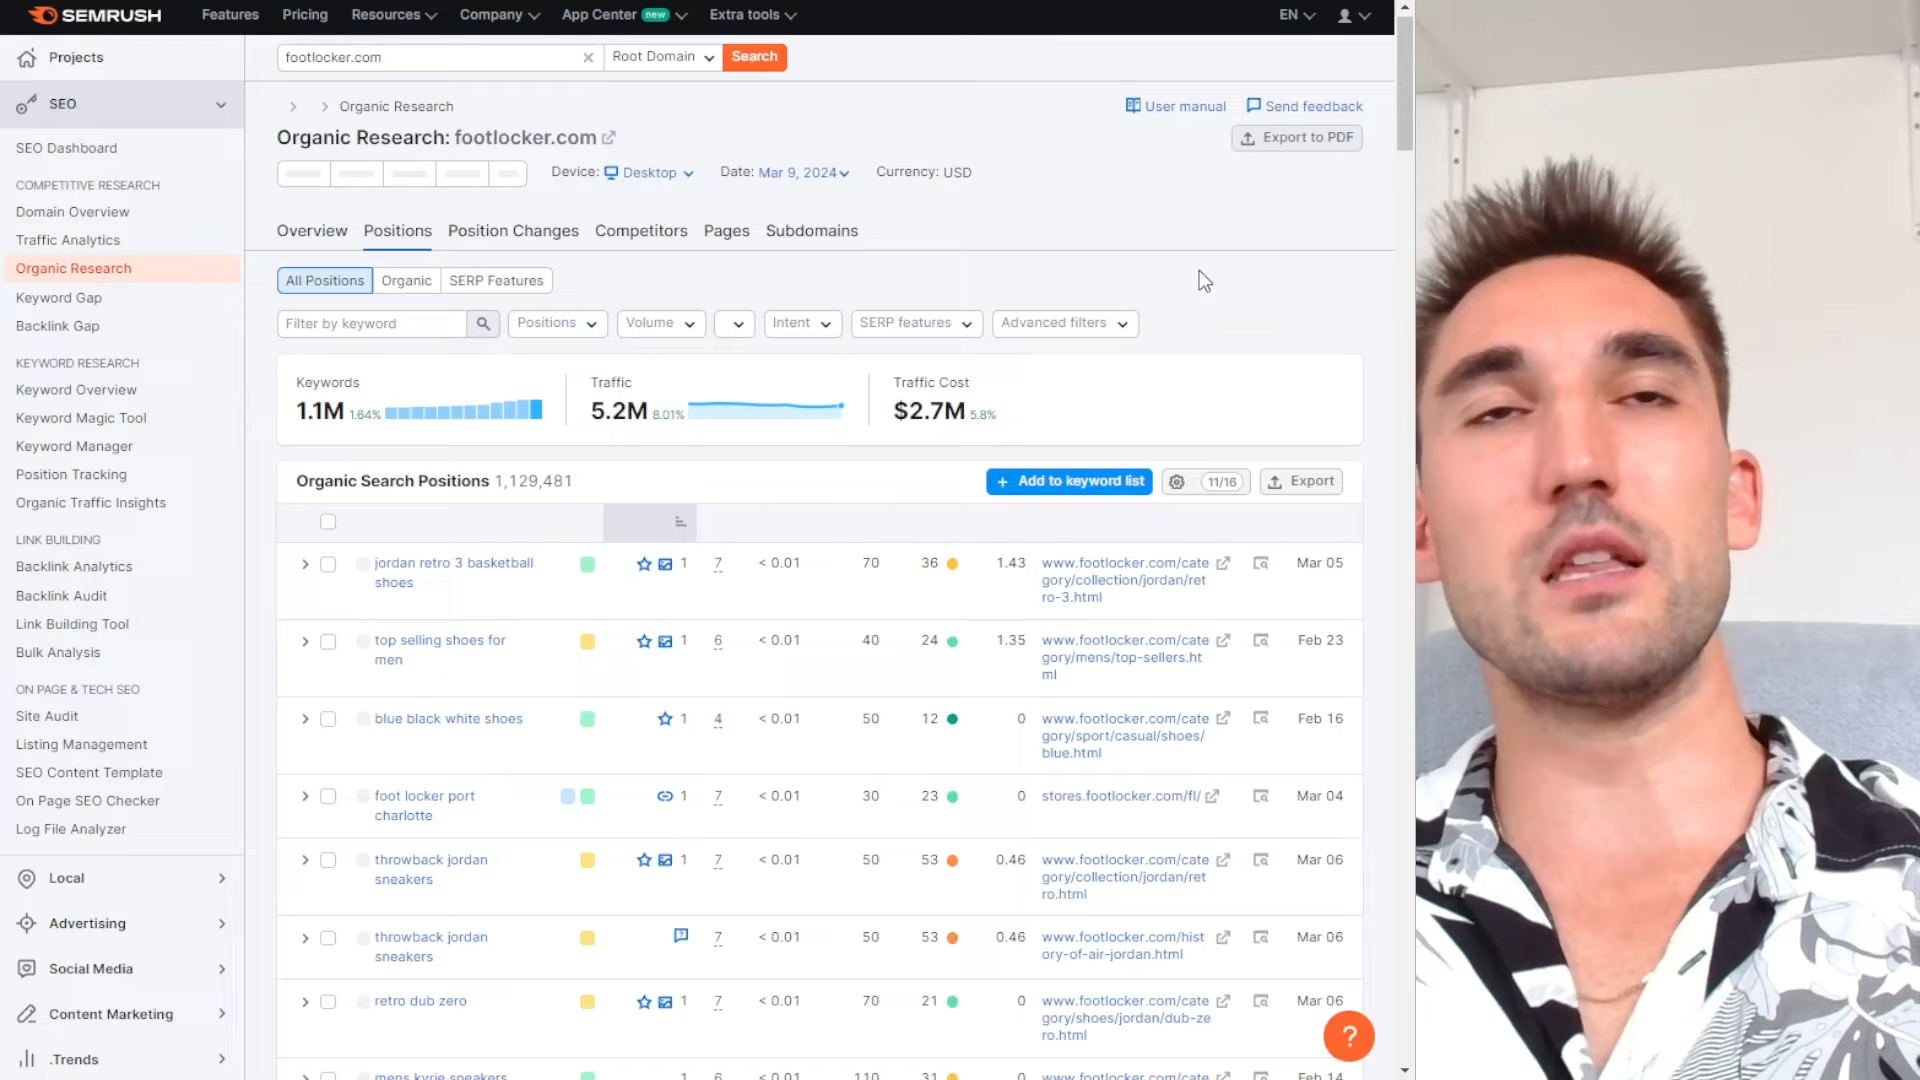 SEMRUSH
Features
Pricing
Resources
Company
App Center new
Extra tools
EN
Projects
SEO
SEO Dashboard
COMPETITIVE RESEARCH
Domain Overview
Traffic Analytics
Organic Research
Keyword Gap
Backlink Gap
KEYWORD RESEARCH
Keyword Overview
Keyword Magic Tool
Keyword Manager
Position Tracking
Organic Traffic Insights
LINK BUILDING
Backlink Analytics
Backlink Audit
Link Building Tool
Bulk Analysis
ON PAGE & TECH SEO
Site Audit
Listing Management
SEO Content Template
On Page SEO Checker
Log File Analyzer
Local
Advertising
Social Media
Content Marketing
.Trends
footlocker.com
Root Domain
Search
Organic Research
User manual
Send feedback
Organic Research: footlocker.com
Export to PDF
Device: Desktop
Date: Mar 9, 2024
Currency: USD
Overview
Positions
Position Changes
Competitors
Pages
Subdomains
All Positions
Organic
SERP Features
Filter by keyword
Positions
Volume
Intent
SERP features
Advanced filters
Keywords
1.1M 1.64%
Traffic
5.2M 8.01%
Traffic Cost
$2.7M 5.8%
Organic Search Positions 1,129,481
+ Add to keyword list
11/16
Export
jordan retro 3 basketball
shoes
1 7 < 0.01 70 36 1.43
www.footlocker.com/cate
gory/collection/jordan/ret
ro-3.html
Mar 05
top selling shoes for
men
1 6 < 0.01 40 24 1.35
www.footlocker.com/cate
gory/mens/top-sellers.ht
ml
Feb 23
blue black white shoes
1 4 < 0.01 50 12 0
www.footlocker.com/cate
gory/sport/casual/shoes/
blue.html
Feb 16
foot locker port
charlotte
1 7 < 0.01 30 23 0
stores.footlocker.com/fl/
Mar 04
throwback jordan
sneakers
1 7 < 0.01 50 53 0.46
www.footlocker.com/cate
gory/collection/jordan/ret
ro.html
Mar 06
throwback jordan
sneakers
7 < 0.01 50 53 0.46
www.footlocker.com/hist
ory-of-air-jordan.html
Mar 06
retro dub zero
1 7 < 0.01 70 21 0
www.footlocker.com/cate
gory/shoes/jordan/dub-ze
ro.html
Mar 06
mens kyrie sneakers
1 6 < 0.01 110 31 0
www.footlocker.com/cate
Feb 14
?